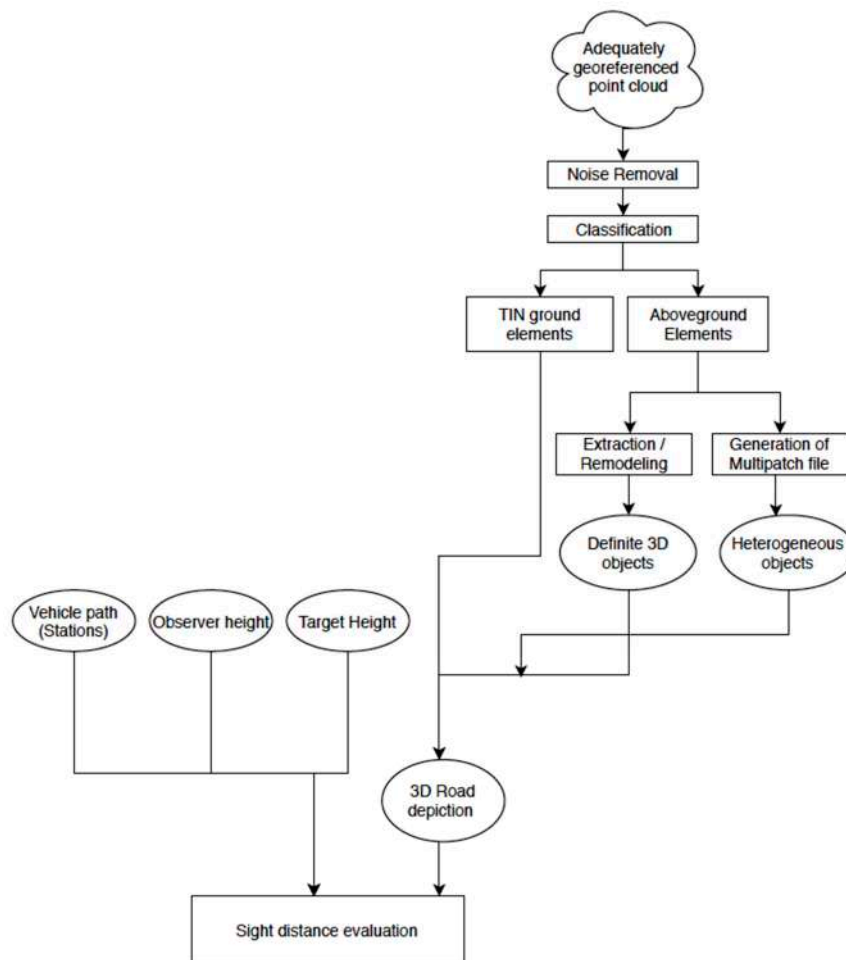 Adequately
georeferenced
point cloud
Noise Removal
Classification
TIN ground
elements
Aboveground
Elements
Extraction /
Remodeling
Generation of
Multipatch file
Definite 3D
objects
Heterogeneous
objects
Vehicle path
(Stations)
Observer height
Target Height
3D Road
depiction
Sight distance evaluation